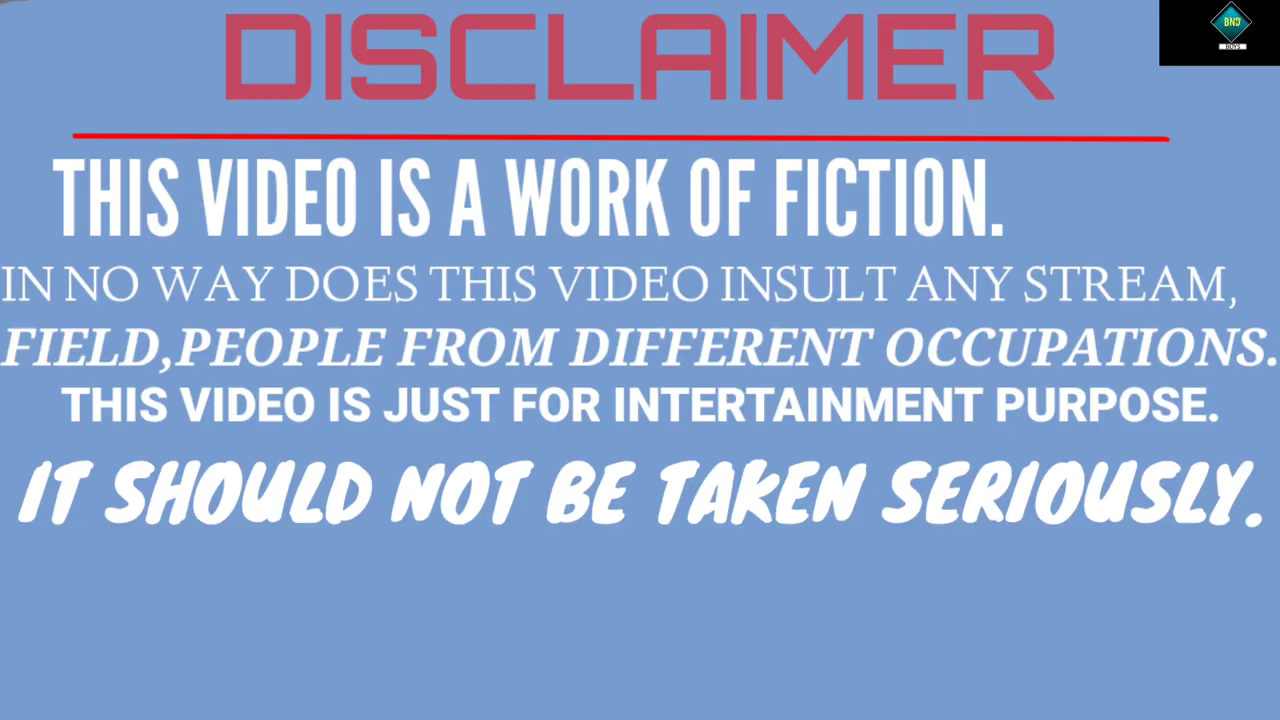 DISCLAIMER
BNJ
BOYS
THIS VIDEO IS A WORK OF FICTION.
IN NO WAY DOES THIS VIDEO INSULT ANY STREAM,
FIELD,PEOPLE FROM DIFFERENT OCCUPATIONS.
THIS VIDEO IS JUST FOR INTERTAINMENT PURPOSE.
IT SHOULD NOT BE TAKEN SERIOUSLY.